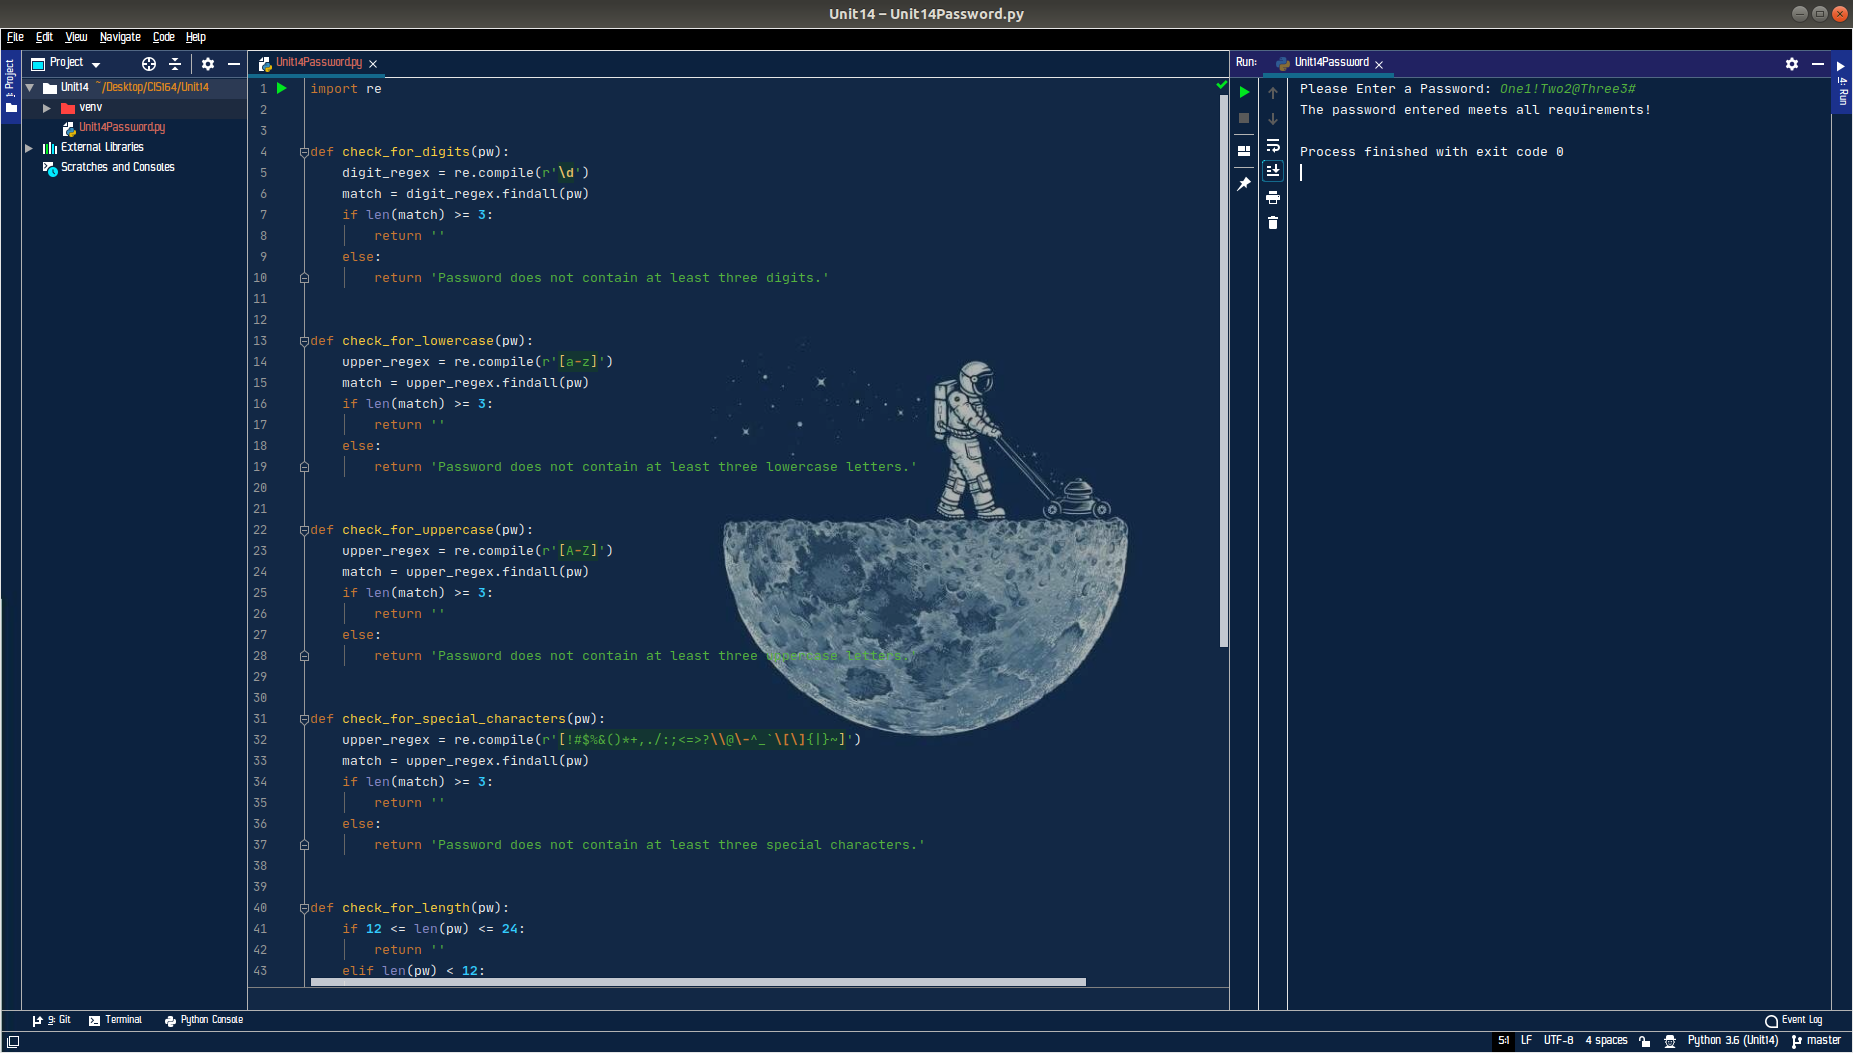 Unit14 – Unit14Password.py
File Edit View Navigate Code Help
1: Project
Project
Unit14 ~/Desktop/CIS164/Unit14
venv
Unit14Password.py
External Libraries
Scratches and Consoles
Unit14Password.py
1 import re
2
3
4 def check_for_digits(pw):
5 digit_regex = re.compile(r'\d')
6 match = digit_regex.findall(pw)
7 if len(match) >= 3:
8 return ''
9 else:
10 return 'Password does not contain at least three digits.'
11
12
13 def check_for_lowercase(pw):
14 upper_regex = re.compile(r'[a-z]')
15 match = upper_regex.findall(pw)
16 if len(match) >= 3:
17 return ''
18 else:
19 return 'Password does not contain at least three lowercase letters.'
20
21
22 def check_for_uppercase(pw):
23 upper_regex = re.compile(r'[A-Z]')
24 match = upper_regex.findall(pw)
25 if len(match) >= 3:
26 return ''
27 else:
28 return 'Password does not contain at least three uppercase letters.'
29
30
31 def check_for_special_characters(pw):
32 upper_regex = re.compile(r'[!#$%&()*+,./:;<=>?\\@\-^_`\[\]{|}~]')
33 match = upper_regex.findall(pw)
34 if len(match) >= 3:
35 return ''
36 else:
37 return 'Password does not contain at least three special characters.'
38
39
40 def check_for_length(pw):
41 if 12 <= len(pw) <= 24:
42 return ''
43 elif len(pw) < 12:
Run: Unit14Password
Please Enter a Password: One1!Two2@Three3#
The password entered meets all requirements!
Process finished with exit code 0
4: Run
9: Git Terminal Python Console
Event Log
5:1 LF UTF-8 4 spaces Python 3.6 (Unit14) master